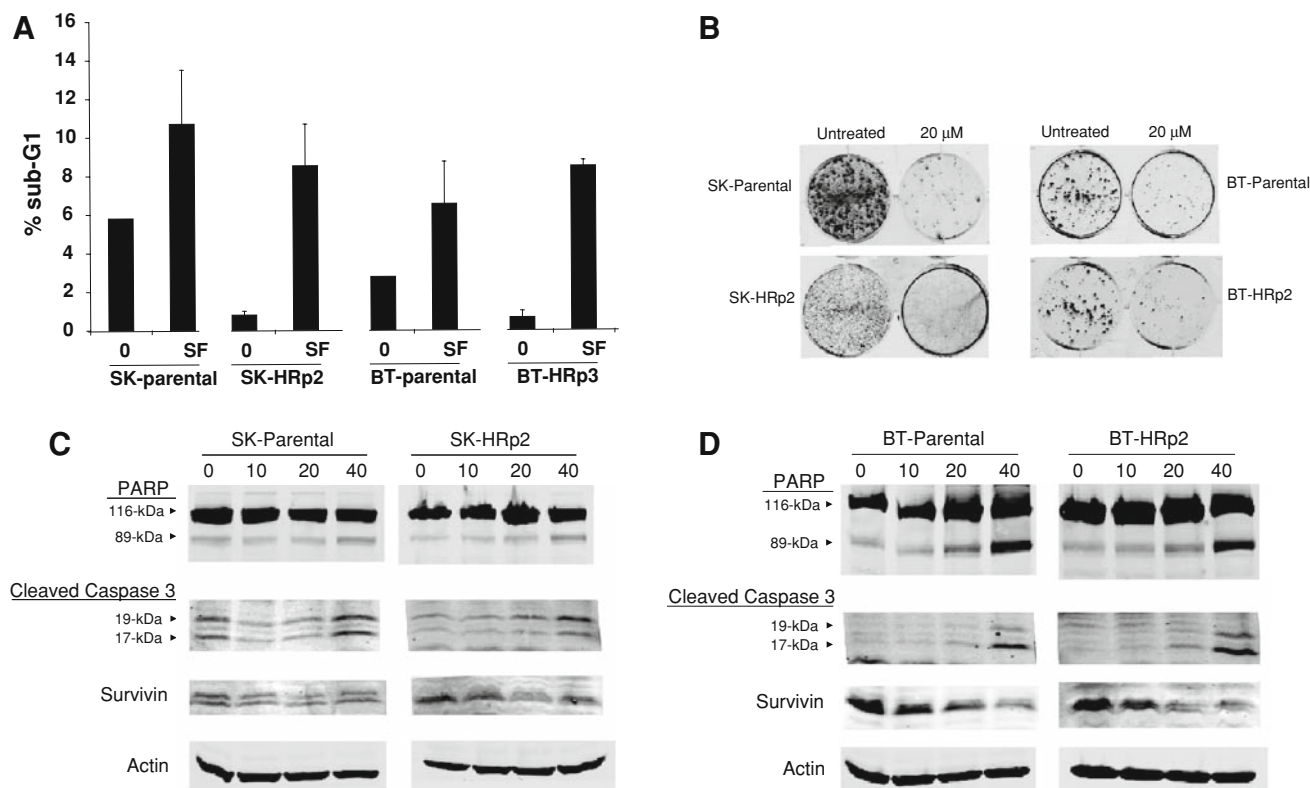 A
16
14
12
10
8
6
4
2
0
% sub-G1
0 SF 0 SF 0 SF 0 SF
SK-parental SK-HRp2 BT-parental BT-HRp3
B
Untreated 20 μM Untreated 20 μM
SK-Parental BT-Parental
SK-HRp2 BT-HRp2
C
SK-Parental SK-HRp2
0 10 20 40 0 10 20 40
PARP
116-kDa
89-kDa
Cleaved Caspase 3
19-kDa
17-kDa
Survivin
Actin
D
BT-Parental BT-HRp2
0 10 20 40 0 10 20 40
PARP
116-kDa
89-kDa
Cleaved Caspase 3
19-kDa
17-kDa
Survivin
Actin